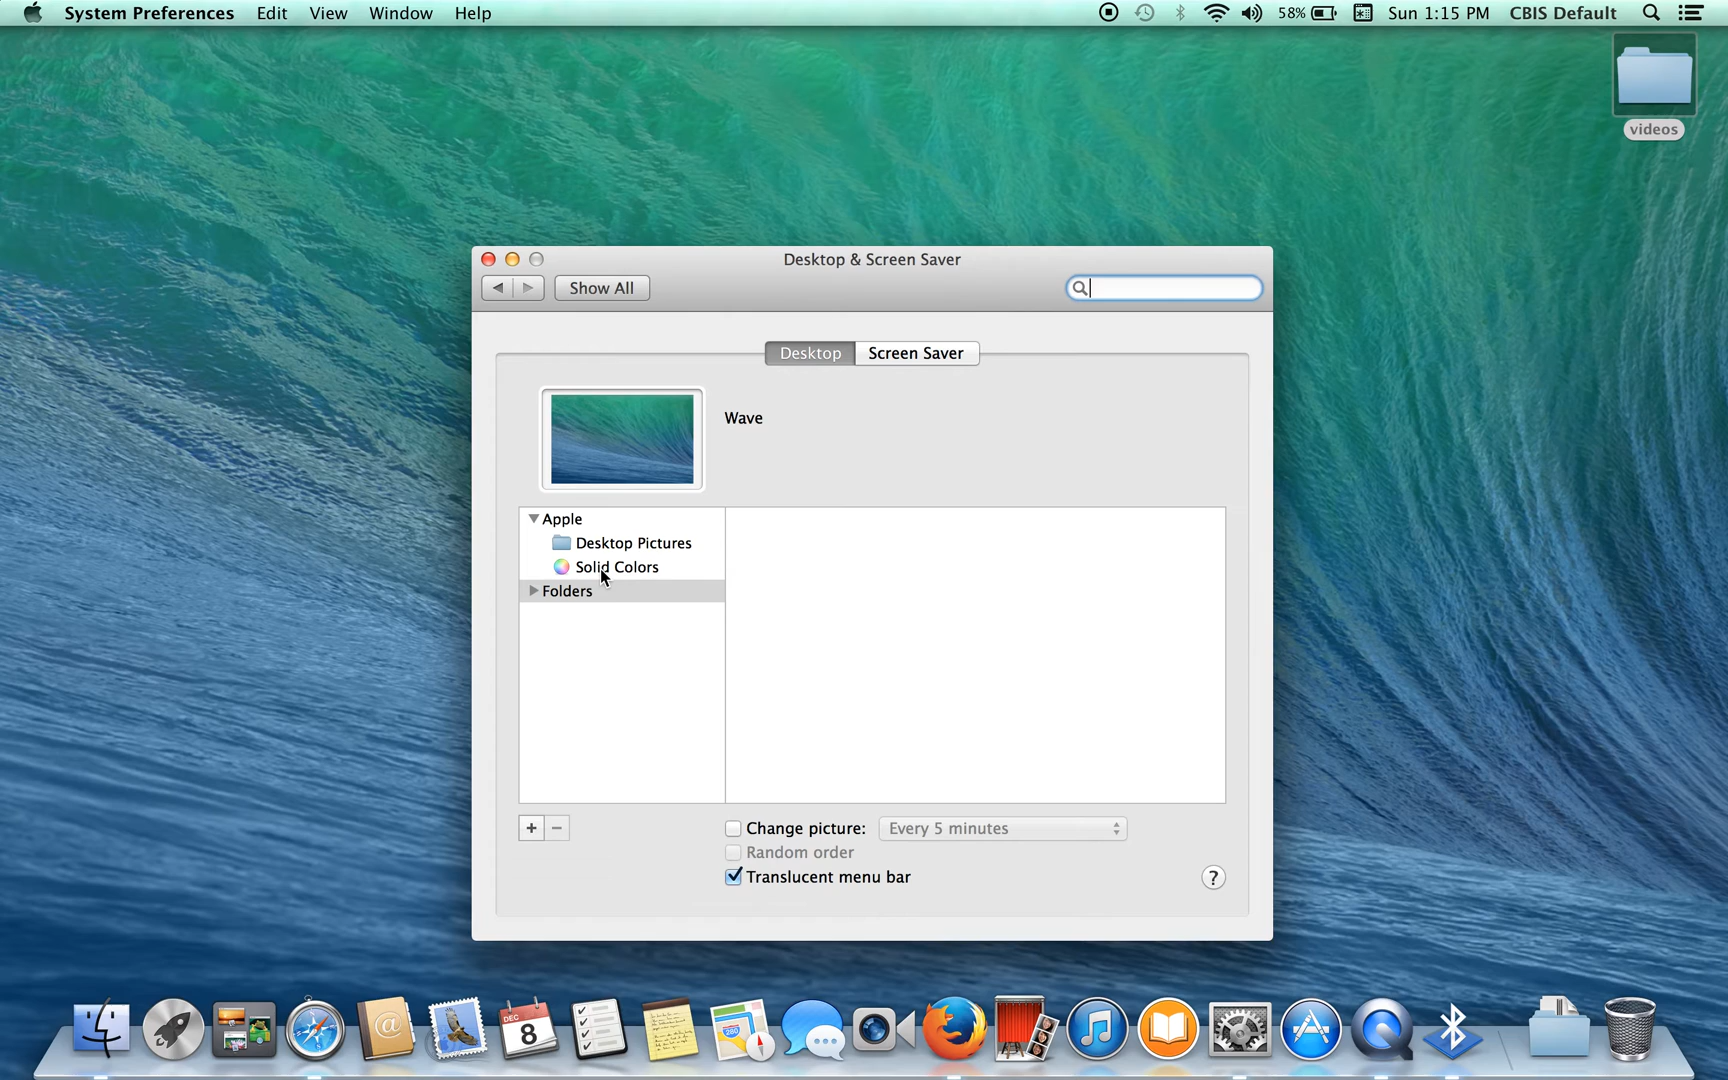 System Preferences Edit View Window Help 58% Sun 1:15 PM CBIS Default
videos
Desktop & Screen Saver
Show All
Desktop Screen Saver
Wave
Apple
Desktop Pictures
Solid Colors
Folders
+ −
Change picture: Every 5 minutes
Random order
Translucent menu bar
?
DEC
8
@
280